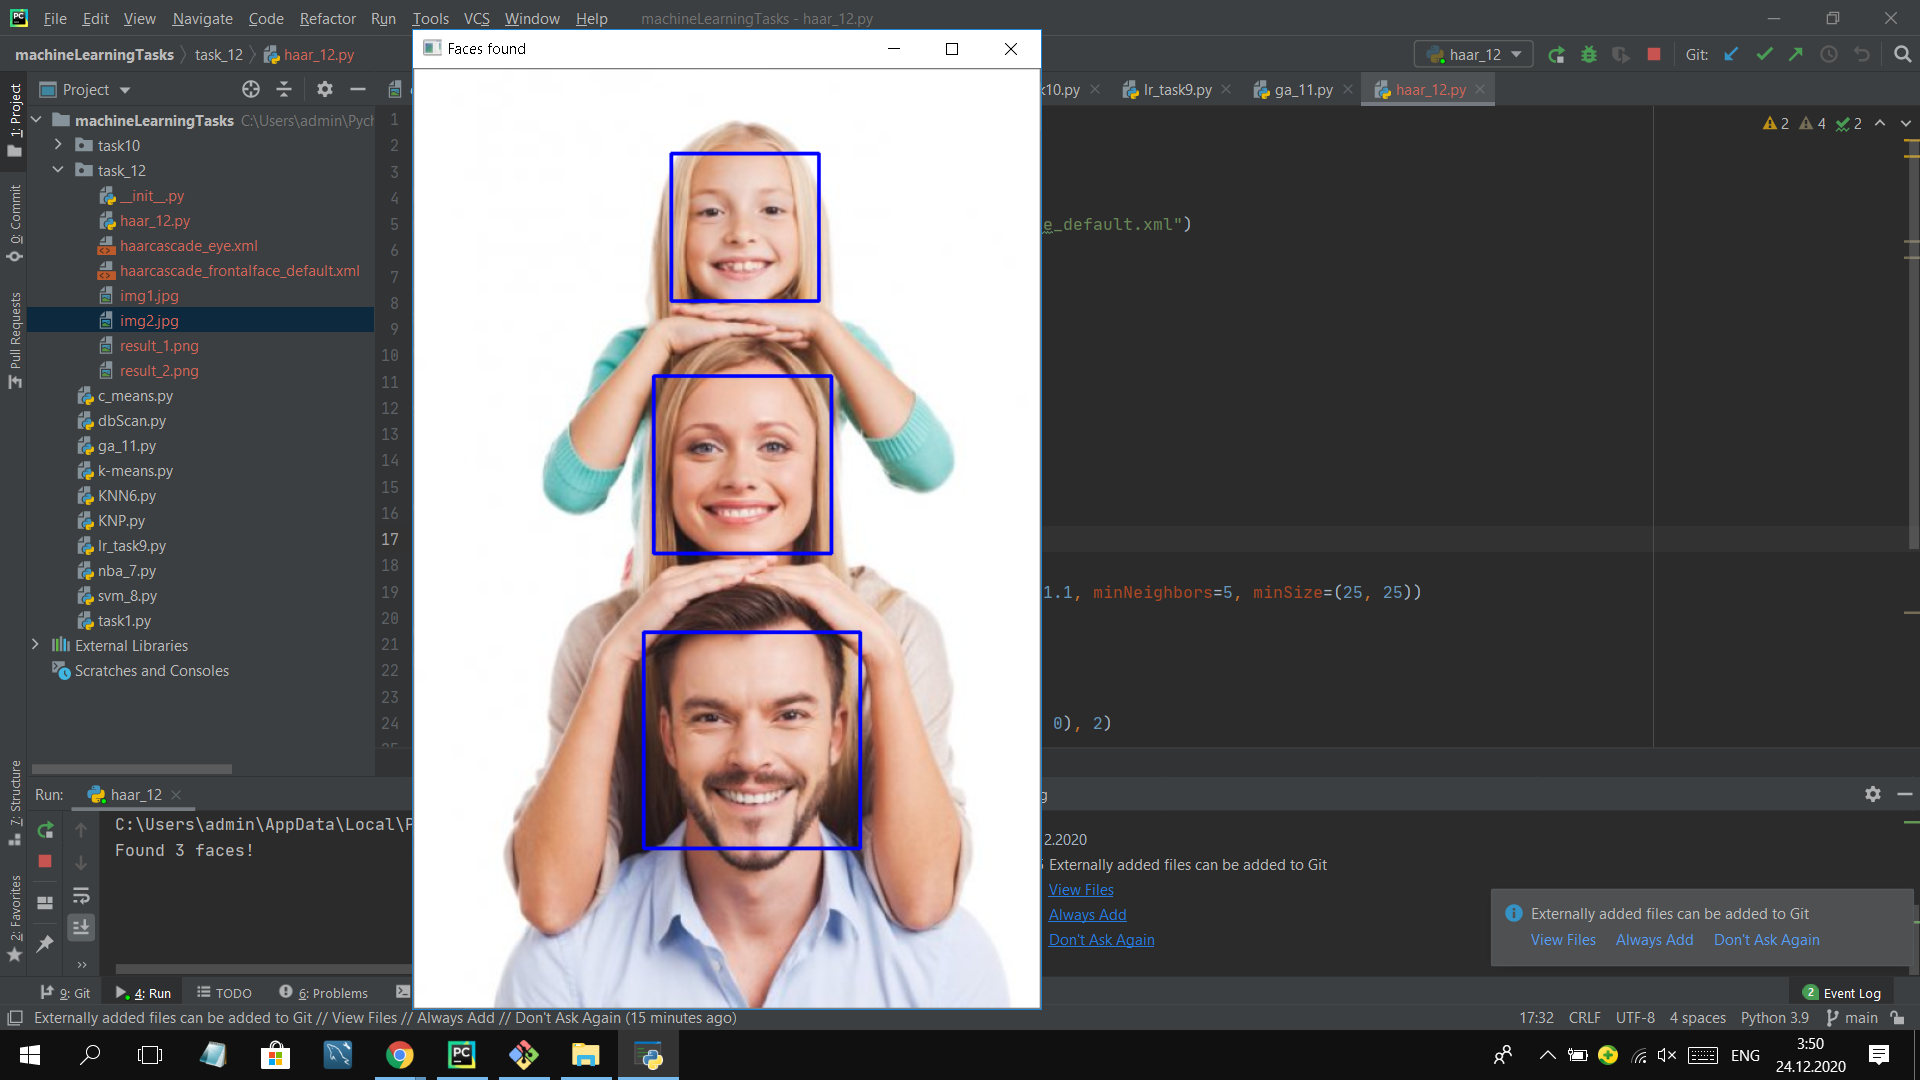 File Edit View Navigate Code Refactor Run Tools VCS Window Help machineLearningTasks - haar_12.py
machineLearningTasks task_12 haar_12.py
Faces found
haar_12
Git:
1: Project
0: Commit
Pull Requests
7: Structure
2: Favorites
Project
k10.py lr_task9.py ga_11.py haar_12.py
machineLearningTasks C:\Users\admin\Pych
task10
task_12
__init__.py
haar_12.py
haarcascade_eye.xml
haarcascade_frontalface_default.xml
img1.jpg
img2.jpg
result_1.png
result_2.png
c_means.py
dbScan.py
ga_11.py
k-means.py
KNN6.py
KNP.py
lr_task9.py
nba_7.py
svm_8.py
task1.py
External Libraries
Scratches and Consoles
1
2
3
4
5
6
7
8
9
10
11
12
13
14
15
16
17
18
19
20
21
22
23
24
2 4 2
e_default.xml")
1.1, minNeighbors=5, minSize=(25, 25))
0), 2)
Run: haar_12
C:\Users\admin\AppData\Local\P
Found 3 faces!
2.2020
Externally added files can be added to Git
View Files
Always Add
Don't Ask Again
Externally added files can be added to Git
View Files Always Add Don't Ask Again
9: Git 4: Run TODO 6: Problems
2 Event Log
Externally added files can be added to Git // View Files // Always Add // Don't Ask Again (15 minutes ago)
17:32 CRLF UTF-8 4 spaces Python 3.9 main
PC
ENG
3:50
24.12.2020